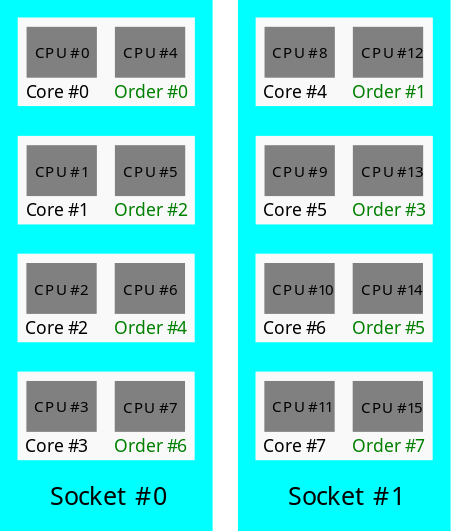 CPU #0 CPU #4
Core #0 Order #0
CPU #1 CPU #5
Core #1 Order #2
CPU #2 CPU #6
Core #2 Order #4
CPU #3 CPU #7
Core #3 Order #6
Socket #0
CPU #8 CPU #12
Core #4 Order #1
CPU #9 CPU #13
Core #5 Order #3
CPU #10 CPU #14
Core #6 Order #5
CPU #11 CPU #15
Core #7 Order #7
Socket #1